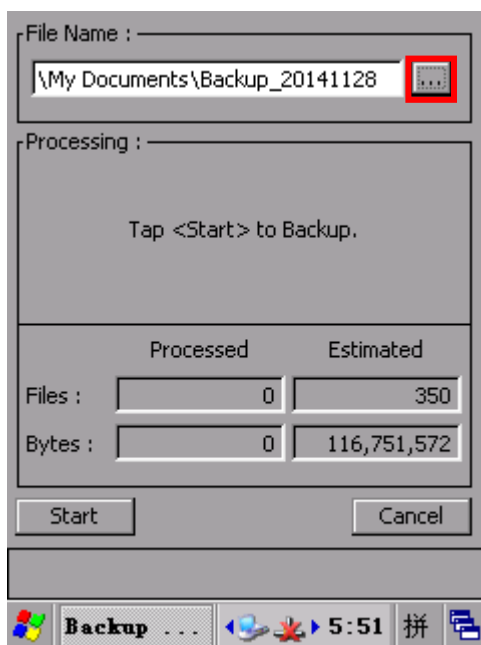 File Name :
\My Documents\Backup_20141128 ...
Processing :
Tap <Start> to Backup.
Processed Estimated
Files : 0 350
Bytes : 0 116,751,572
Start Cancel
Backup ... 5:51 拼